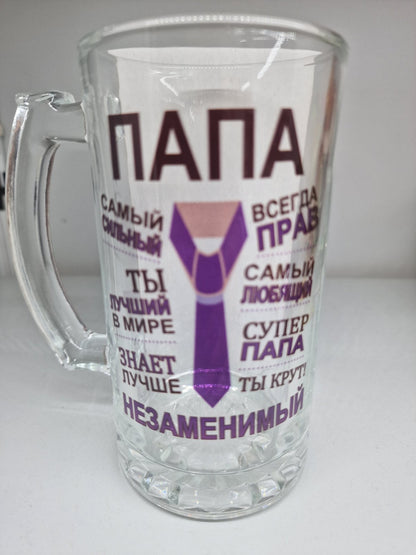 ПАПА
САМЫЙ
СИЛЬНЫЙ
ВСЕГДА
ПРАВ
ТЫ
ЛУЧШИЙ
В МИРЕ
САМЫЙ
ЛЮБЯЩИЙ
СУПЕР
ПАПА
ЗНАЕТ
ЛУЧШЕ
ТЫ КРУТ!
НЕЗАМЕНИМЫЙ